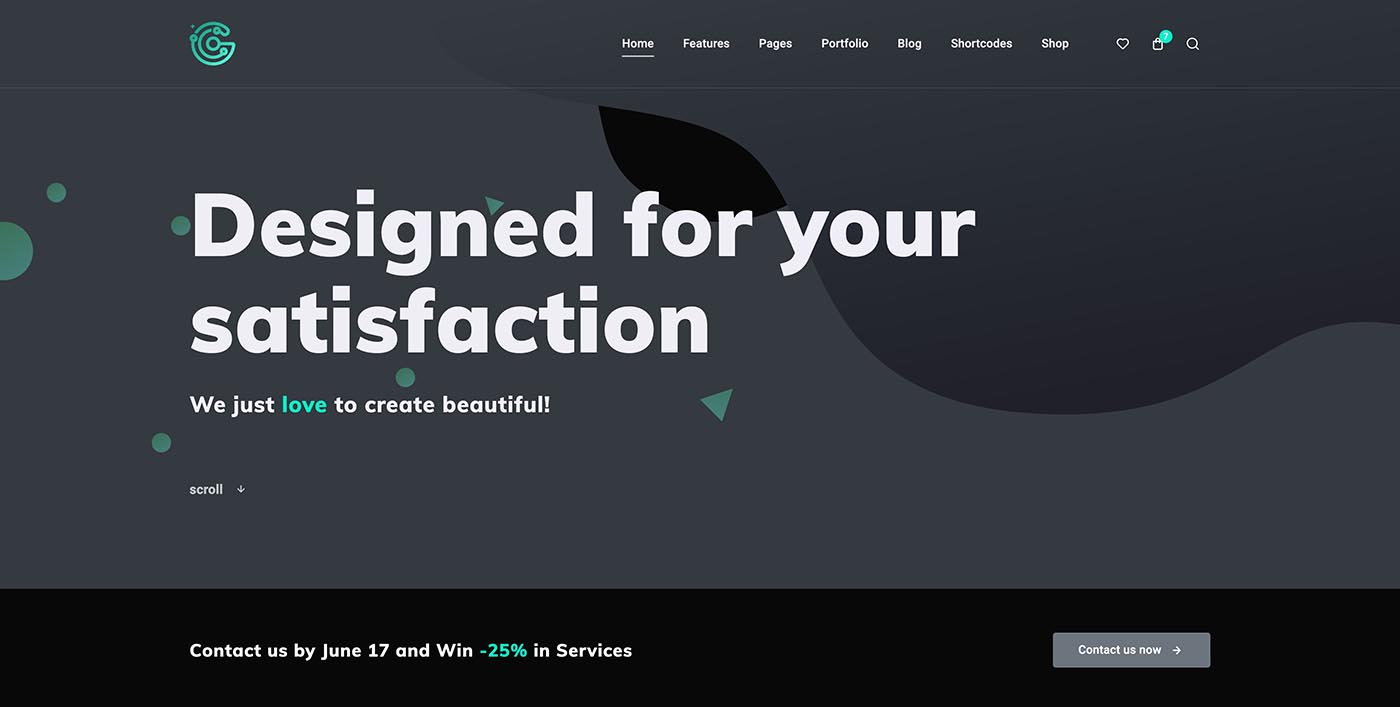 Home Features Pages Portfolio Blog Shortcodes Shop 7
Designed for your
satisfaction
We just love to create beautiful!
scroll
Contact us by June 17 and Win -25% in Services
Contact us now